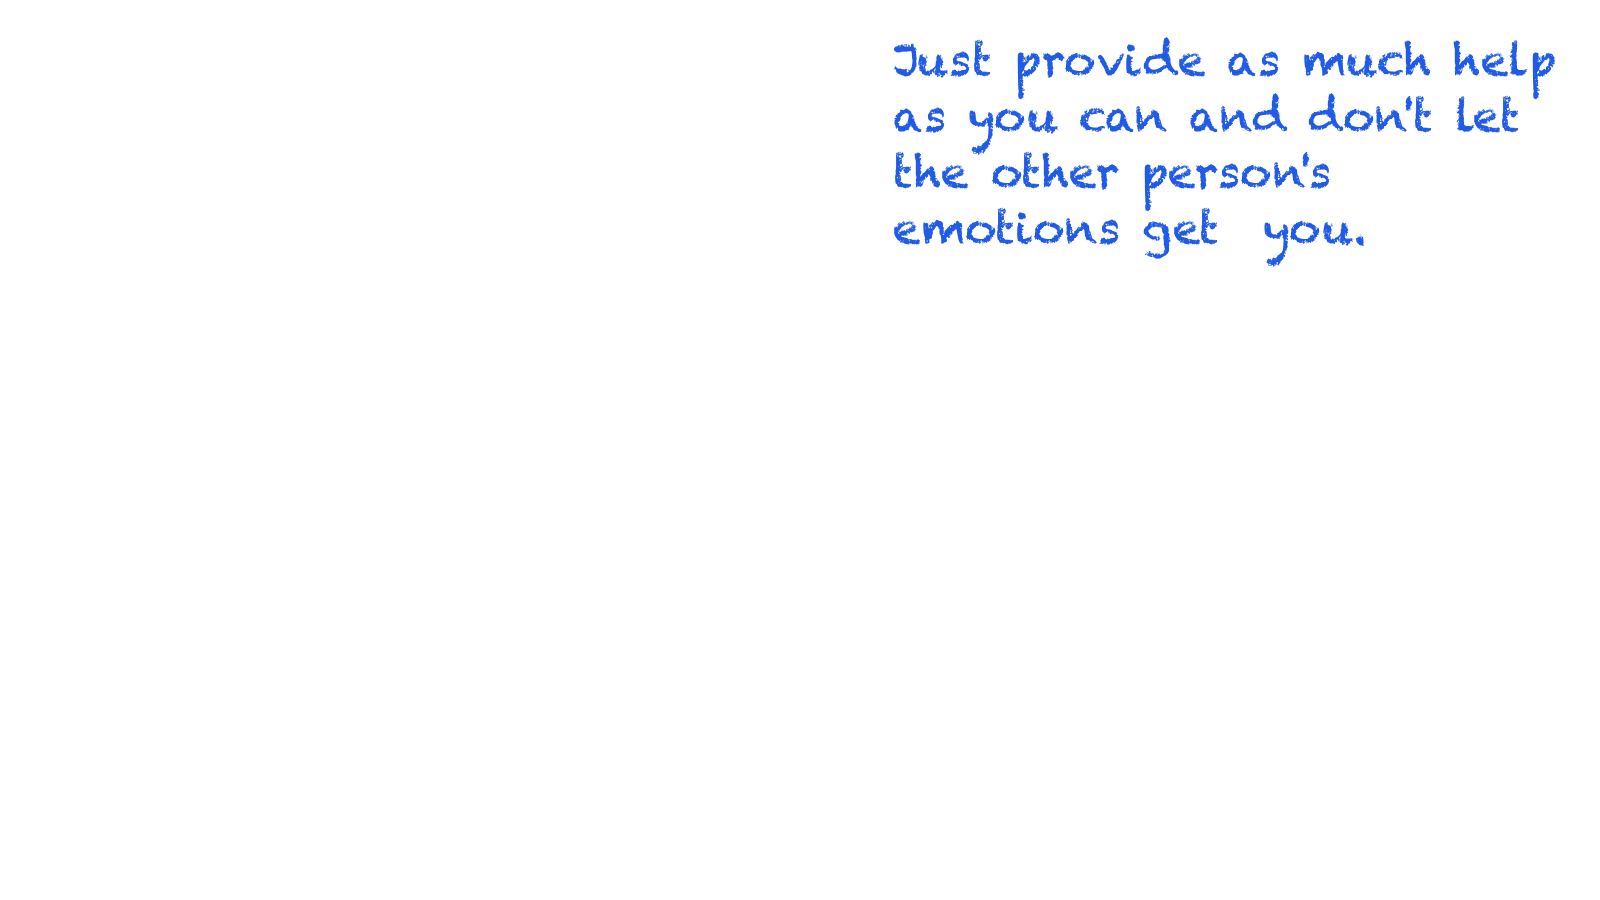 Just provide as much help
as you can and don't let
the other person's
emotions get  you.